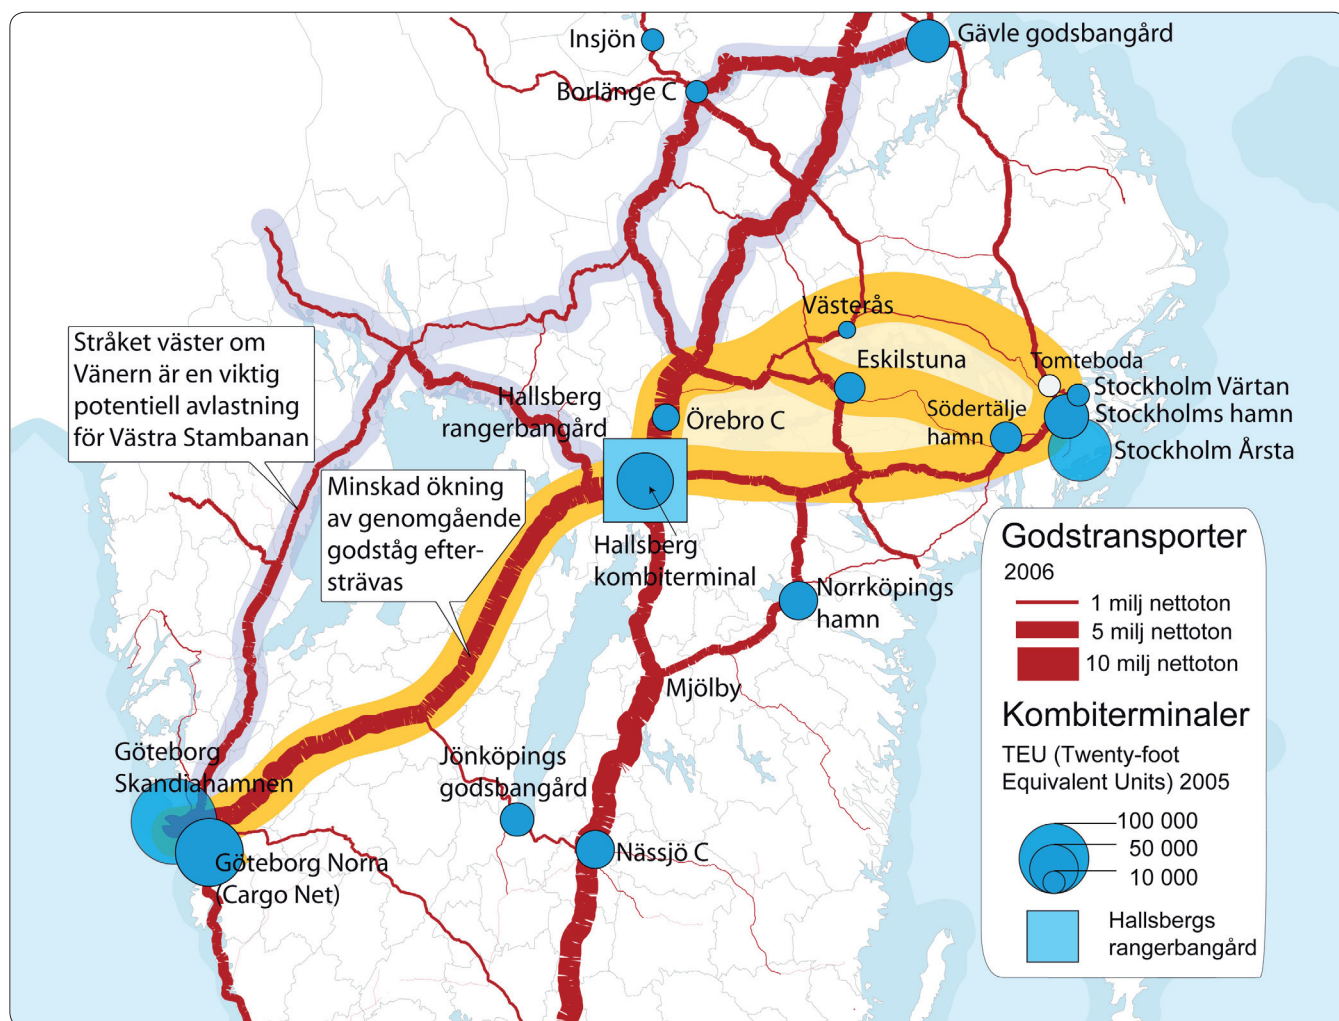 Insjön
Gävle godsbangård
Borlänge C
Västerås
Stråket väster om
Vänern är en viktig
potentiell avlastning
för Västra Stambanan
Eskilstuna
Tomteboda
Stockholm Värtan
Stockholms hamn
Stockholm Årsta
Hallsberg
rangerbangård
Örebro C
Södertälje
hamn
Minskad ökning
av genomgående
godståg efter-
strävas
Hallsberg
kombiterminal
Norrköpings
hamn
Mjölby
Göteborg
Skandiahamnen
Jönköpings
godsbangård
Göteborg Norra
(Cargo Net)
Nässjö C
Godstransporter
2006
1 milj nettoton
5 milj nettoton
10 milj nettoton
Kombiterminaler
TEU (Twenty-foot
Equivalent Units) 2005
100 000
50 000
10 000
Hallsbergs
rangerbangård